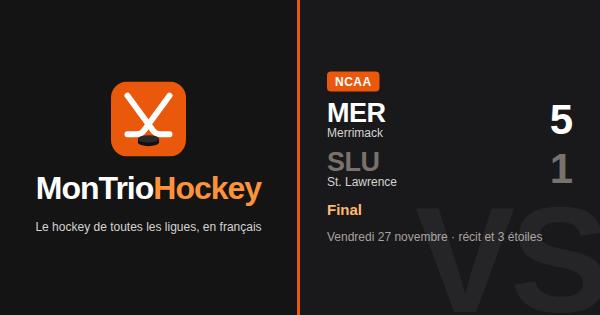 MonTrioHockey
Le hockey de toutes les ligues, en français
NCAA
MER 5
Merrimack
SLU 1
St. Lawrence
Final
Vendredi 27 novembre · récit et 3 étoiles
VS